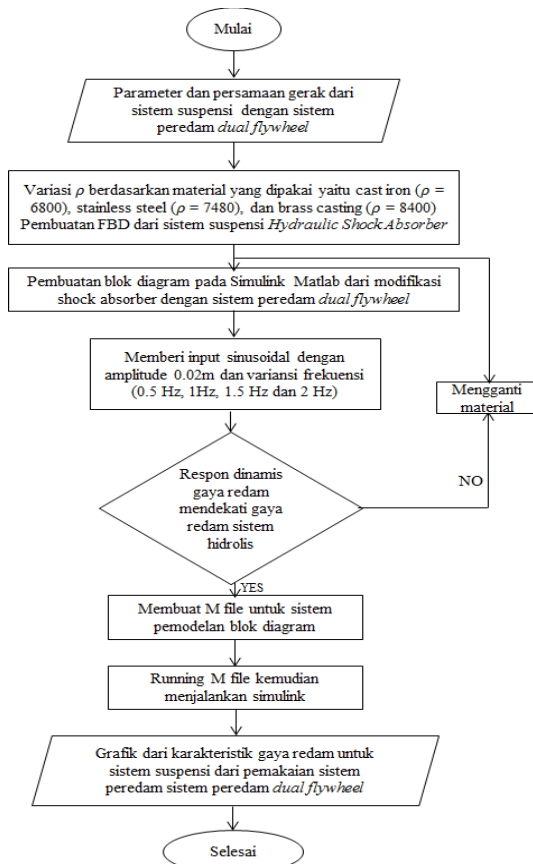 Mulai
Parameter dan persamaan gerak dari
sistem suspensi dengan sistem
peredam dual flywheel
Variasi ρ berdasarkan material yang dipakai yaitu cast iron (ρ =
6800), stainless steel (ρ = 7480), dan brass casting (ρ = 8400)
Pembuatan FBD dari sistem suspensi Hydraulic Shock Absorber
Pembuatan blok diagram pada Simulink Matlab dari modifikasi
shock absorber dengan sistem peredam dual flywheel
Memberi input sinusoidal dengan
amplitude 0.02m dan variansi frekuensi
(0.5 Hz, 1Hz, 1.5 Hz dan 2 Hz)
Mengganti
material
Respon dinamis
gaya redam
mendekati gaya
redam sistem
hidrolis
NO
YES
Membuat M file untuk sistem
pemodelan blok diagram
Running M file kemudian
menjalankan simulink
Grafik dari karakteristik gaya redam untuk
sistem suspensi dari pemakaian sistem
peredam sistem peredam dual flywheel
Selesai